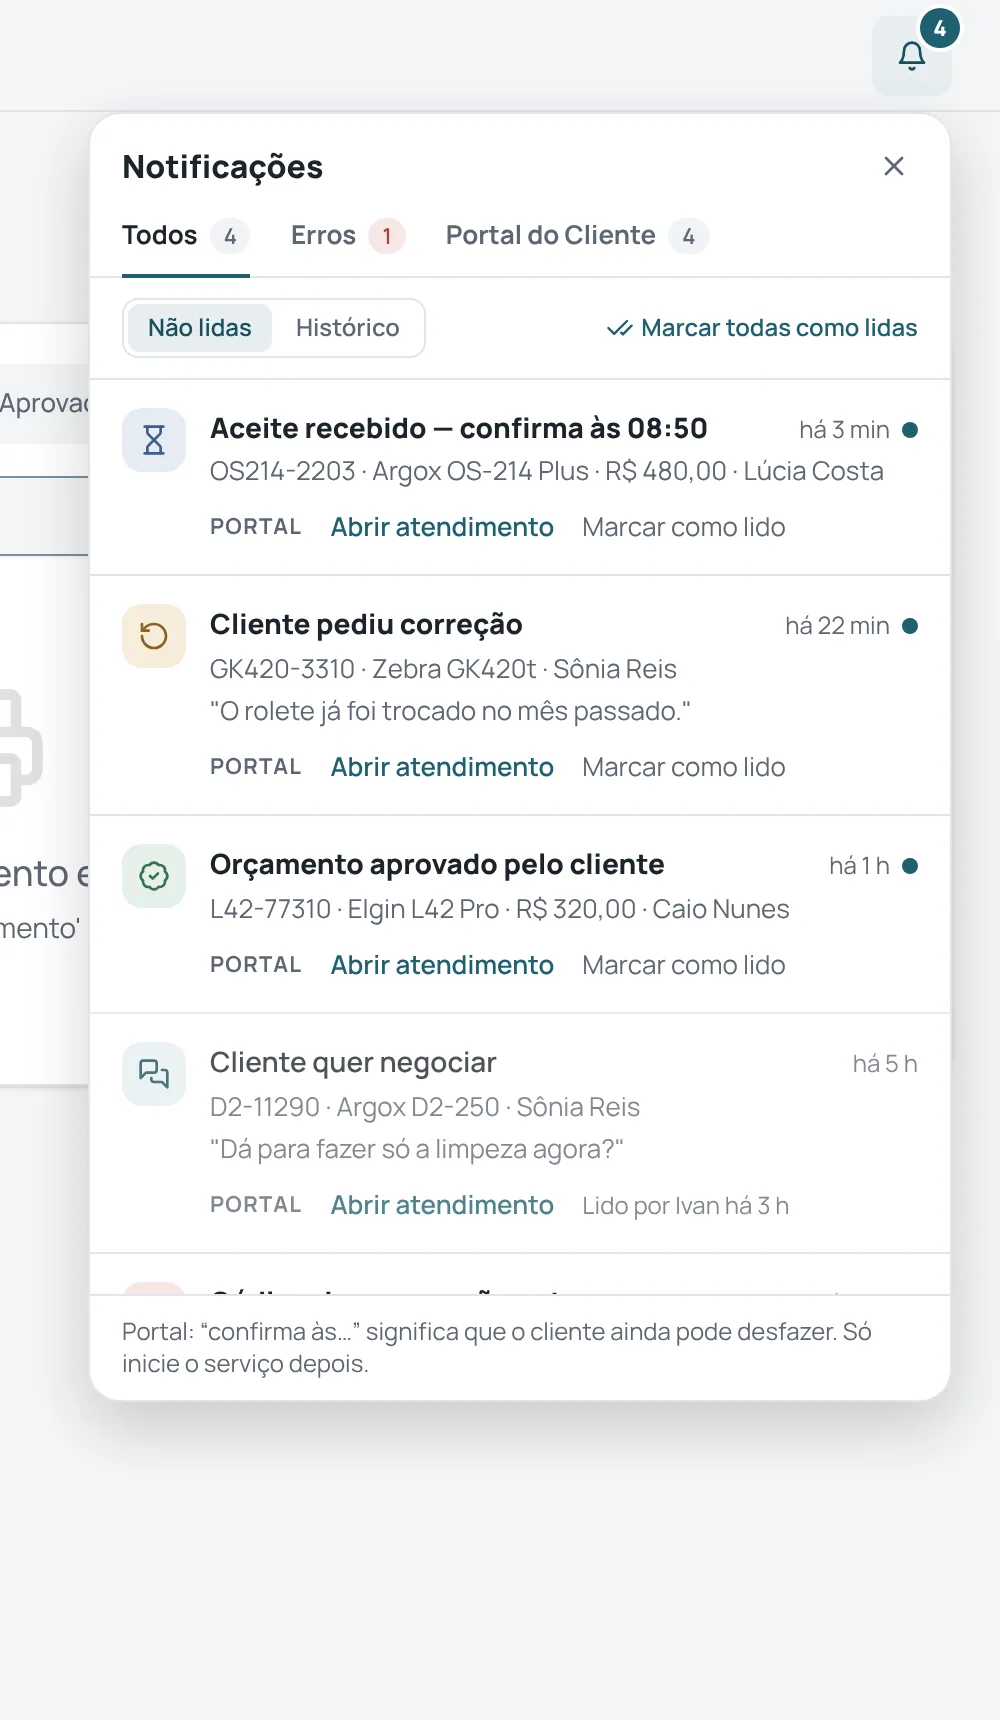 4
Notificações
Todos 4 Erros 1 Portal do Cliente 4
Não lidas Histórico Marcar todas como lidas
Aprova
Aceite recebido — confirma às 08:50 há 3 min
OS214-2203 · Argox OS-214 Plus · R$ 480,00 · Lúcia Costa
PORTAL Abrir atendimento Marcar como lido
Cliente pediu correção há 22 min
GK420-3310 · Zebra GK420t · Sônia Reis
"O rolete já foi trocado no mês passado."
PORTAL Abrir atendimento Marcar como lido
Orçamento aprovado pelo cliente há 1 h
ento e
L42-77310 · Elgin L42 Pro · R$ 320,00 · Caio Nunes
mento'
PORTAL Abrir atendimento Marcar como lido
Cliente quer negociar há 5 h
D2-11290 · Argox D2-250 · Sônia Reis
"Dá para fazer só a limpeza agora?"
PORTAL Abrir atendimento Lido por Ivan há 3 h
Portal: “confirma às...” significa que o cliente ainda pode desfazer. Só
inicie o serviço depois.